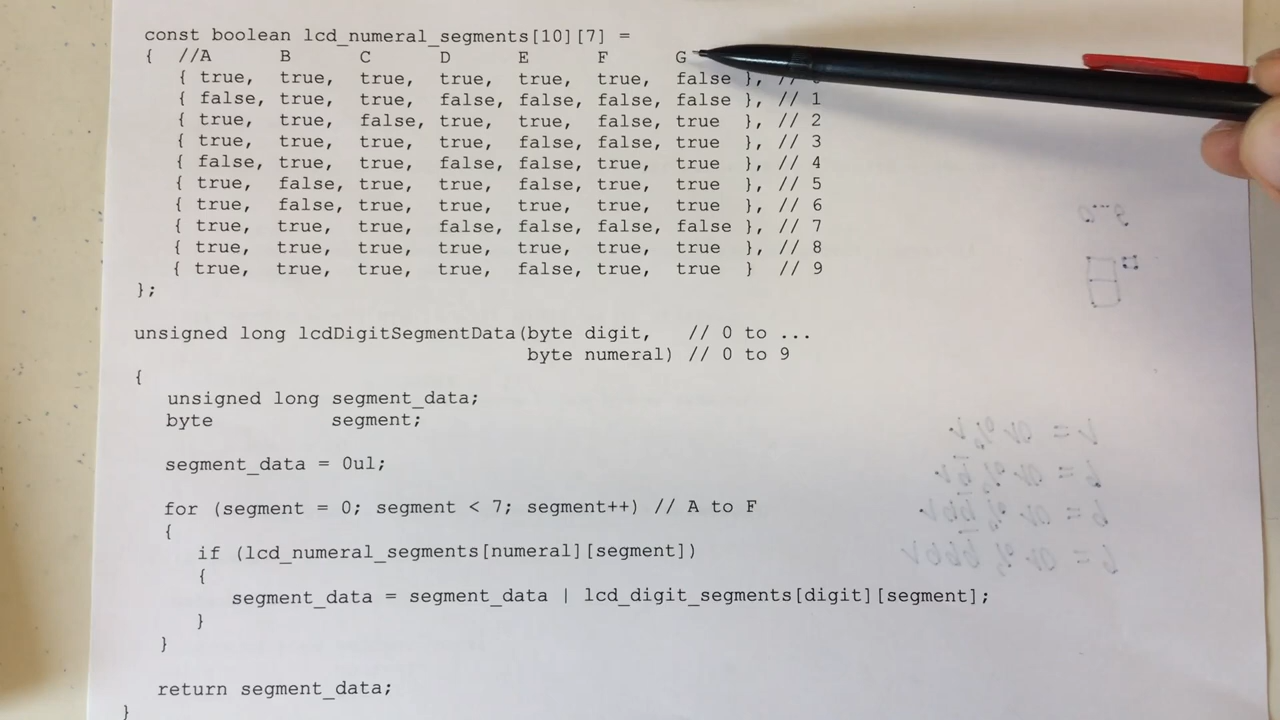 const boolean lcd_numeral_segments[10][7] =
{ //A B C D E F G
{ true, true, true, true, true, true, false }, //
{ false, true, true, false, false, false, false }, // 1
{ true, true, false, true, true, false, true }, // 2
{ true, true, true, true, false, false, true }, // 3
{ false, true, true, false, false, true, true }, // 4
{ true, false, true, true, false, true, true }, // 5
{ true, false, true, true, true, true, true }, // 6
{ true, true, true, false, false, false, false }, // 7
{ true, true, true, true, true, true, true }, // 8
{ true, true, true, true, false, true, true } // 9
};
unsigned long lcdDigitSegmentData(byte digit, // 0 to ...
byte numeral) // 0 to 9
{
unsigned long segment_data;
byte segment;
segment_data = 0ul;
for (segment = 0; segment < 7; segment++) // A to F
{
if (lcd_numeral_segments[numeral][segment])
{
segment_data = segment_data | lcd_digit_segments[digit][segment];
}
}
return segment_data;
}